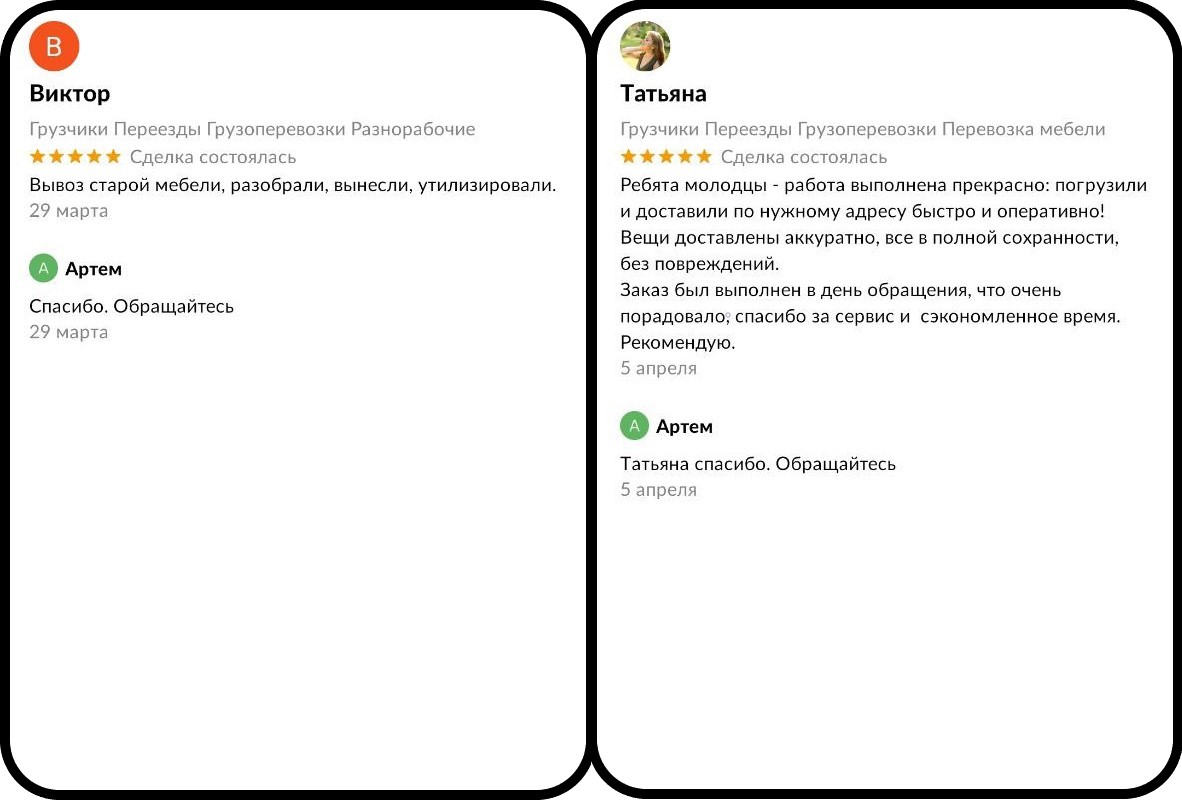 В
Виктор
Грузчики Переезды Грузоперевозки Разнорабочие
Сделка состоялась
Вывоз старой мебели, разобрали, вынесли, утилизировали.
29 марта
А Артем
Спасибо. Обращайтесь
29 марта
Татьяна
Грузчики Переезды Грузоперевозки Перевозка мебели
Сделка состоялась
Ребята молодцы - работа выполнена прекрасно: погрузили
и доставили по нужному адресу быстро и оперативно!
Вещи доставлены аккуратно, все в полной сохранности,
без повреждений.
Заказ был выполнен в день обращения, что очень
порадовало, спасибо за сервис и  сэкономленное время.
Рекомендую.
5 апреля
А Артем
Татьяна спасибо. Обращайтесь
5 апреля